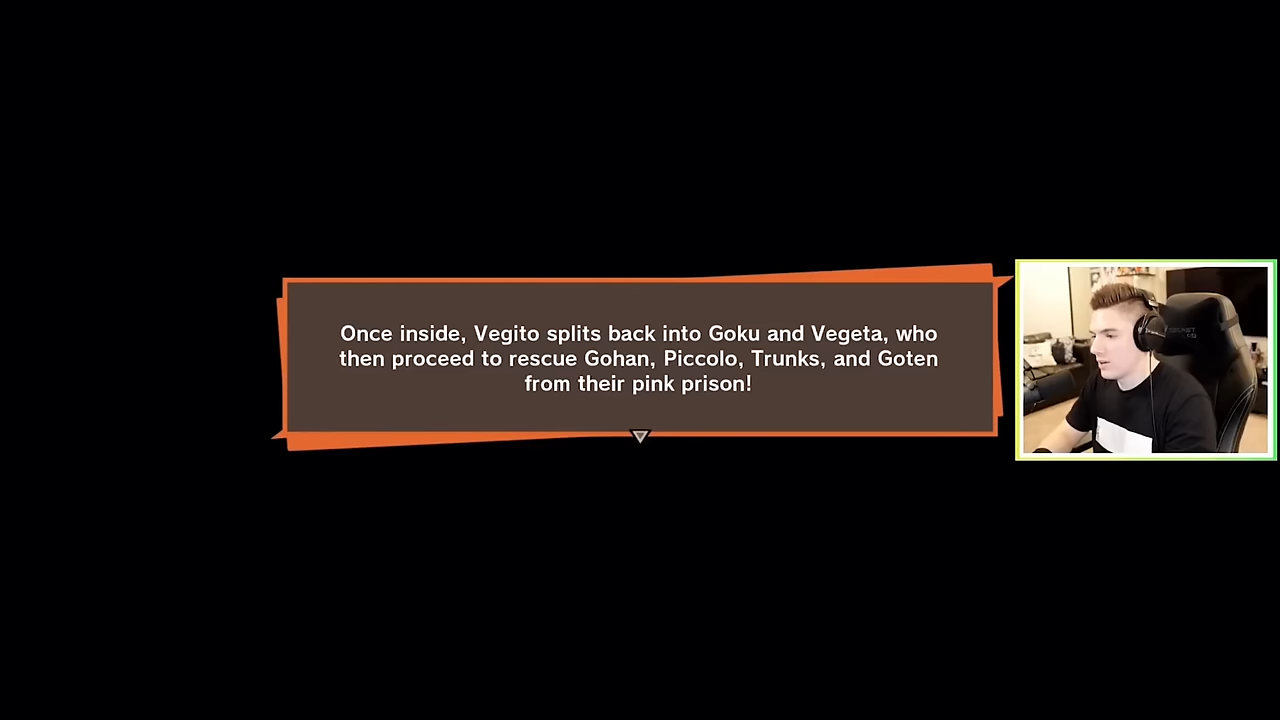 Once inside, Vegito splits back into Goku and Vegeta, who
then proceed to rescue Gohan, Piccolo, Trunks, and Goten
from their pink prison!